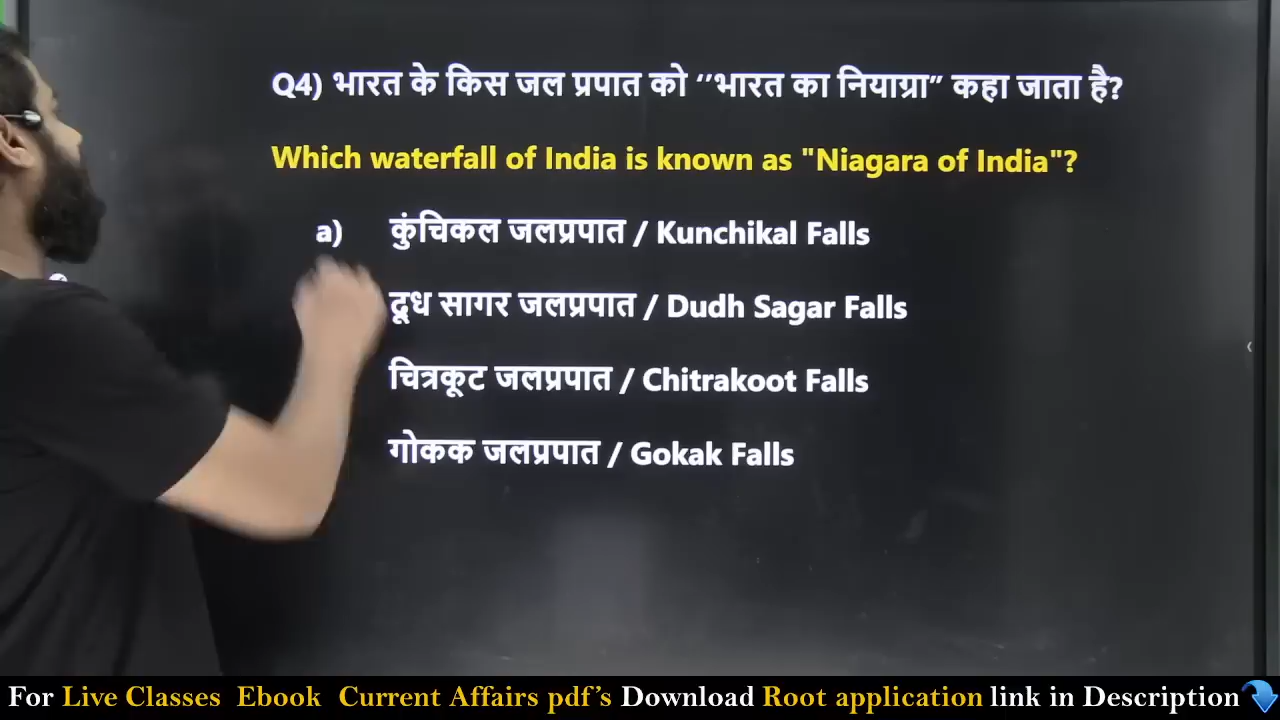 Q4) भारत के किस जल प्रपात को ‘’भारत का नियाग्रा” कहा जाता है?
Which waterfall of India is known as "Niagara of India"?
a) कुंचिकल जलप्रपात / Kunchikal Falls
दूध सागर जलप्रपात / Dudh Sagar Falls
चित्रकूट जलप्रपात / Chitrakoot Falls
गोकक जलप्रपात / Gokak Falls
For Live Classes Ebook Current Affairs pdf’s Download Root application link in Description